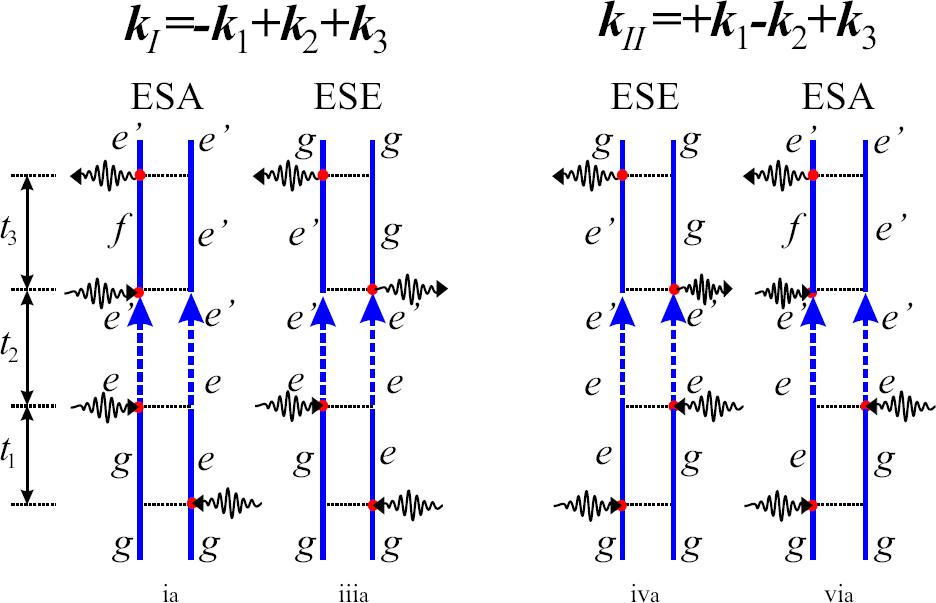 k_I=-k_1+k_2+k_3 k_II=+k_1-k_2+k_3
ESA ESE ESE ESA
e' e' g g g g e' e'
t_3 f e' e' g e' g f e'
e' e' e' e' e' e' e' e'
t_2
e e e e e e e e
t_1 g e g e e g e g
g g g g g g g g
ia iiia iva via